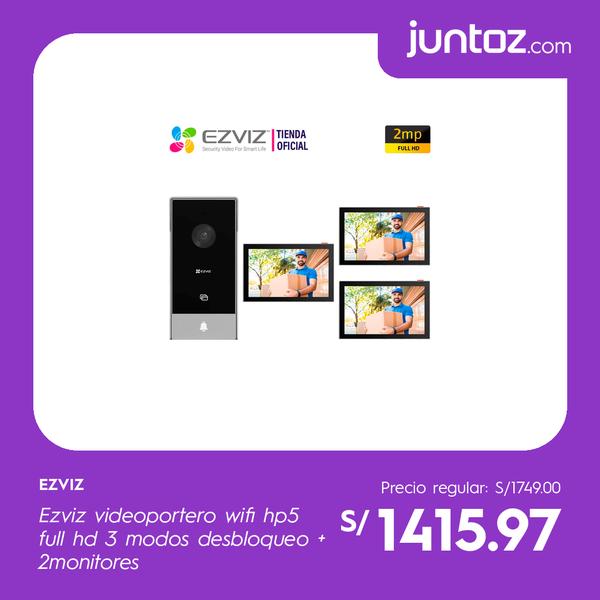 juntoz.com
EZVIZ
Security Video For Smart Life
TIENDA
OFICIAL
2mp
FULL HD
EZVIZ
EZVIZ
Ezviz videoportero wifi hp5
full hd 3 modos desbloqueo +
2monitores
Precio regular: S/1749.00
S/1415.97